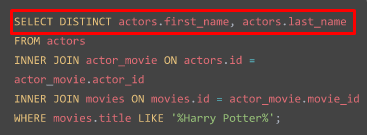 SELECT DISTINCT actors.first_name, actors.last_name
FROM actors
INNER JOIN actor_movie ON actors.id =
actor_movie.actor_id
INNER JOIN movies ON movies.id = actor_movie.movie_id
WHERE movies.title LIKE '%Harry Potter%';